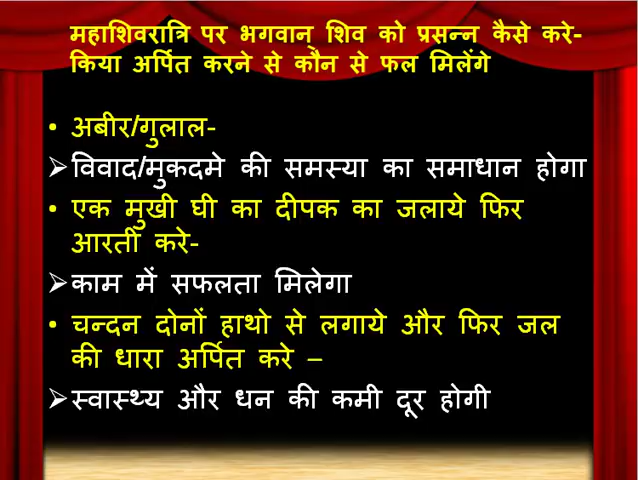 महाशिवरात्रि पर भगवान् शिव को प्रसन्न कैसे करे-
किया अर्पित करने से कौन से फल मिलेंगे
• अबीर/गुलाल-
➢विवाद/मुकदमे की समस्या का समाधान होगा
• एक मुखी घी का दीपक का जलाये फिर
आरती करे-
➢काम में सफलता मिलेगा
• चन्दन दोनों हाथो से लगाये और फिर जल
की धारा अर्पित करे –
➢स्वास्थ्य और धन की कमी दूर होगी